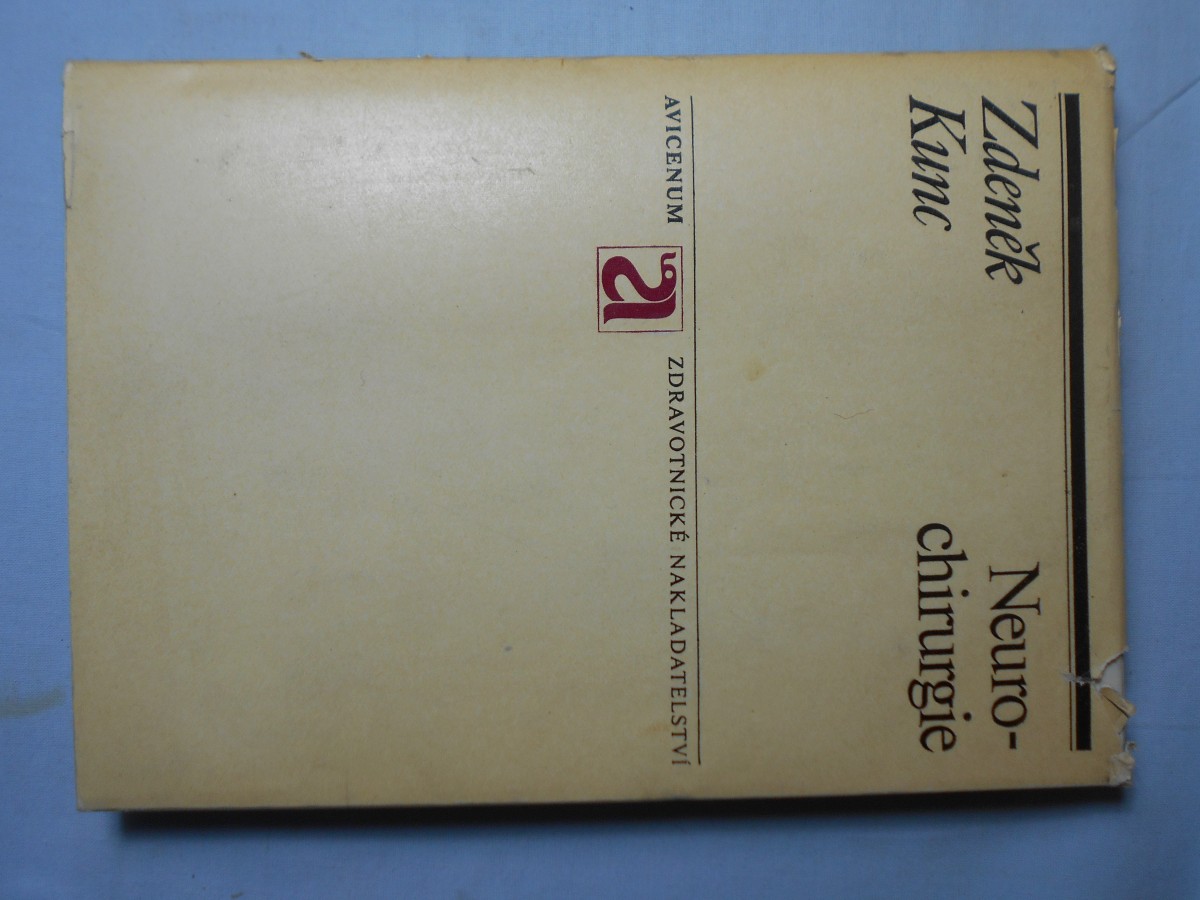 Zdeněk
Kunc
Neuro-
chirurgie
AVICENUM a ZDRAVOTNICKÉ NAKLADATELSTVÍ